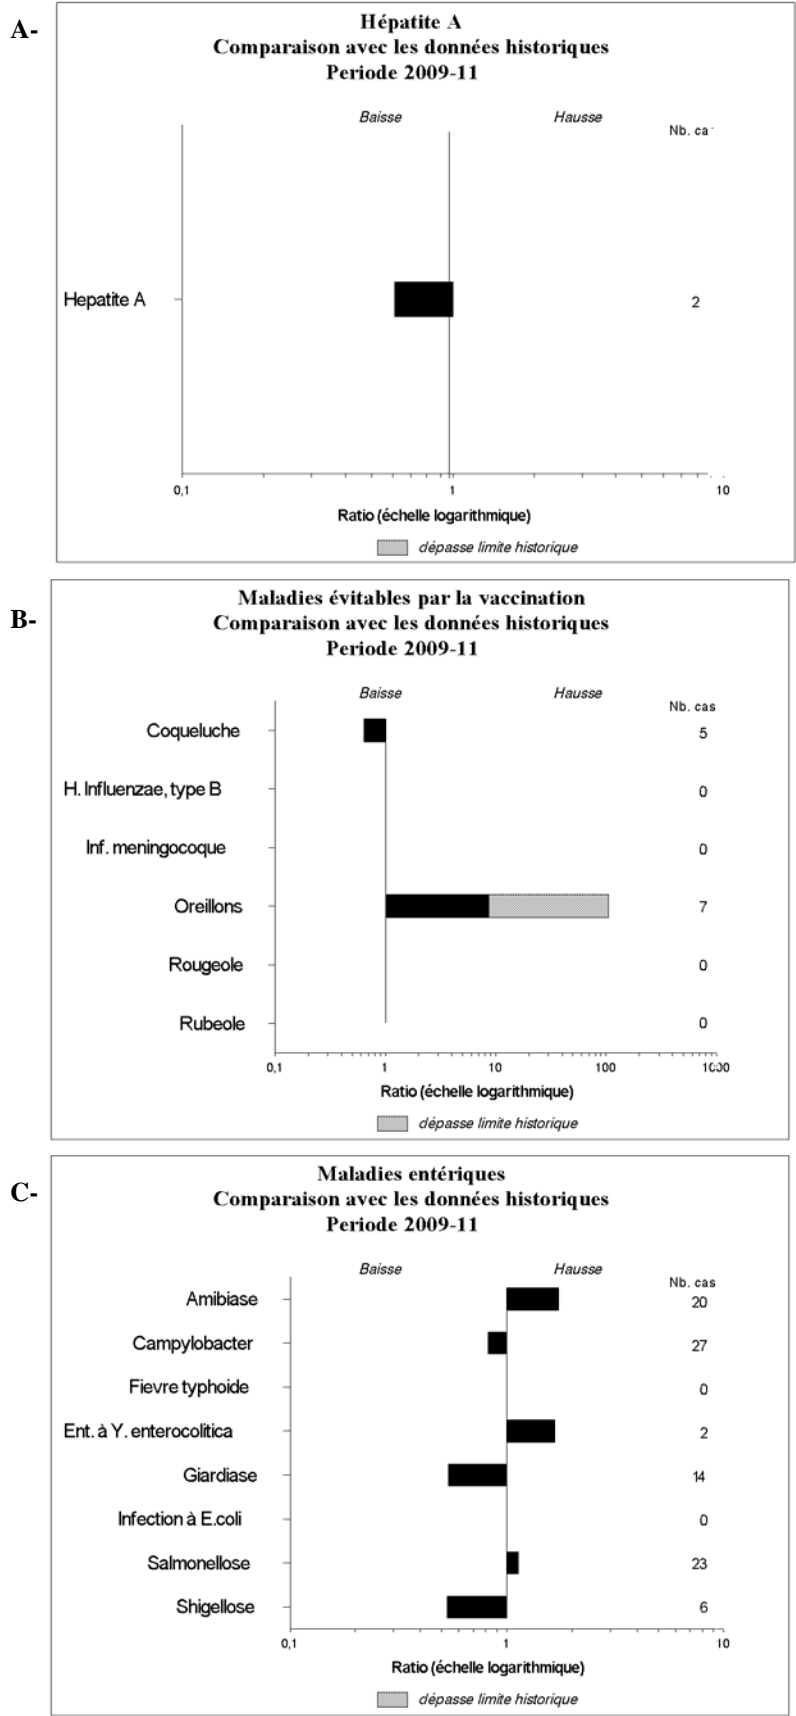 A-
Hépatite A
Comparaison avec les données historiques
Periode 2009-11
Baisse Hausse
Nb. ca
Hepatite A 2
0,1 1 10
Ratio (échelle logarithmique)
dépasse limite historique
B-
Maladies évitables par la vaccination
Comparaison avec les données historiques
Periode 2009-11
Baisse Hausse
Nb. cas
Coqueluche 5
H. Influenzae, type B 0
Inf. meningocoque 0
Oreillons 7
Rougeole 0
Rubeole 0
0,1 1 10 100 1000
Ratio (échelle logarithmique)
dépasse limite historique
C-
Maladies entériques
Comparaison avec les données historiques
Periode 2009-11
Baisse Hausse
Nb. cas
Amibiase 20
Campylobacter 27
Fievre typhoide 0
Ent. à Y. enterocolitica 2
Giardiase 14
Infection à E.coli 0
Salmonellose 23
Shigellose 6
0,1 1 10
Ratio (échelle logarithmique)
dépasse limite historique